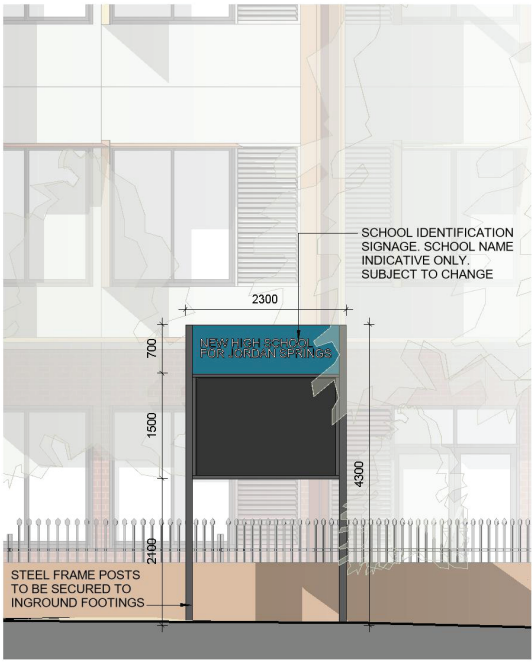 SCHOOL IDENTIFICATION
SIGNAGE. SCHOOL NAME
INDICATIVE ONLY.
SUBJECT TO CHANGE
2300
700
NEW HIGH SCHOOL
FOR JORDAN SPRINGS
1500
4300
2100
STEEL FRAME POSTS
TO BE SECURED TO
INGROUND FOOTINGS